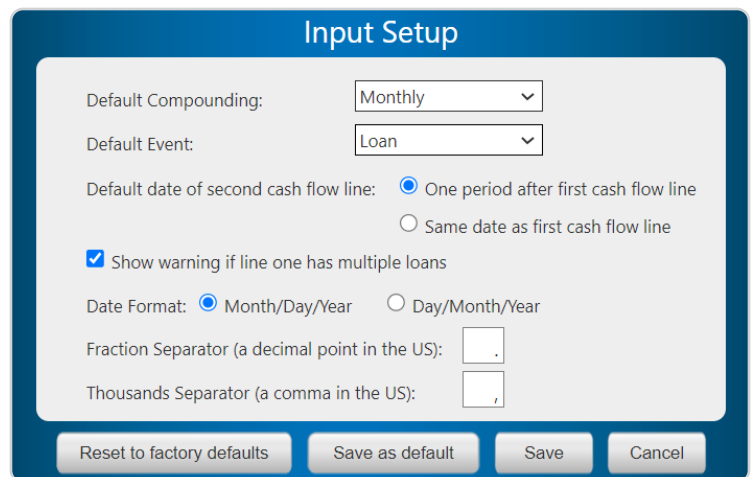 Input Setup
Default Compounding: Monthly
Default Event: Loan
Default date of second cash flow line: One period after first cash flow line
Same date as first cash flow line
Show warning if line one has multiple loans
Date Format: Month/Day/Year Day/Month/Year
Fraction Separator (a decimal point in the US): .
Thousands Separator (a comma in the US): ,
Reset to factory defaults Save as default Save Cancel